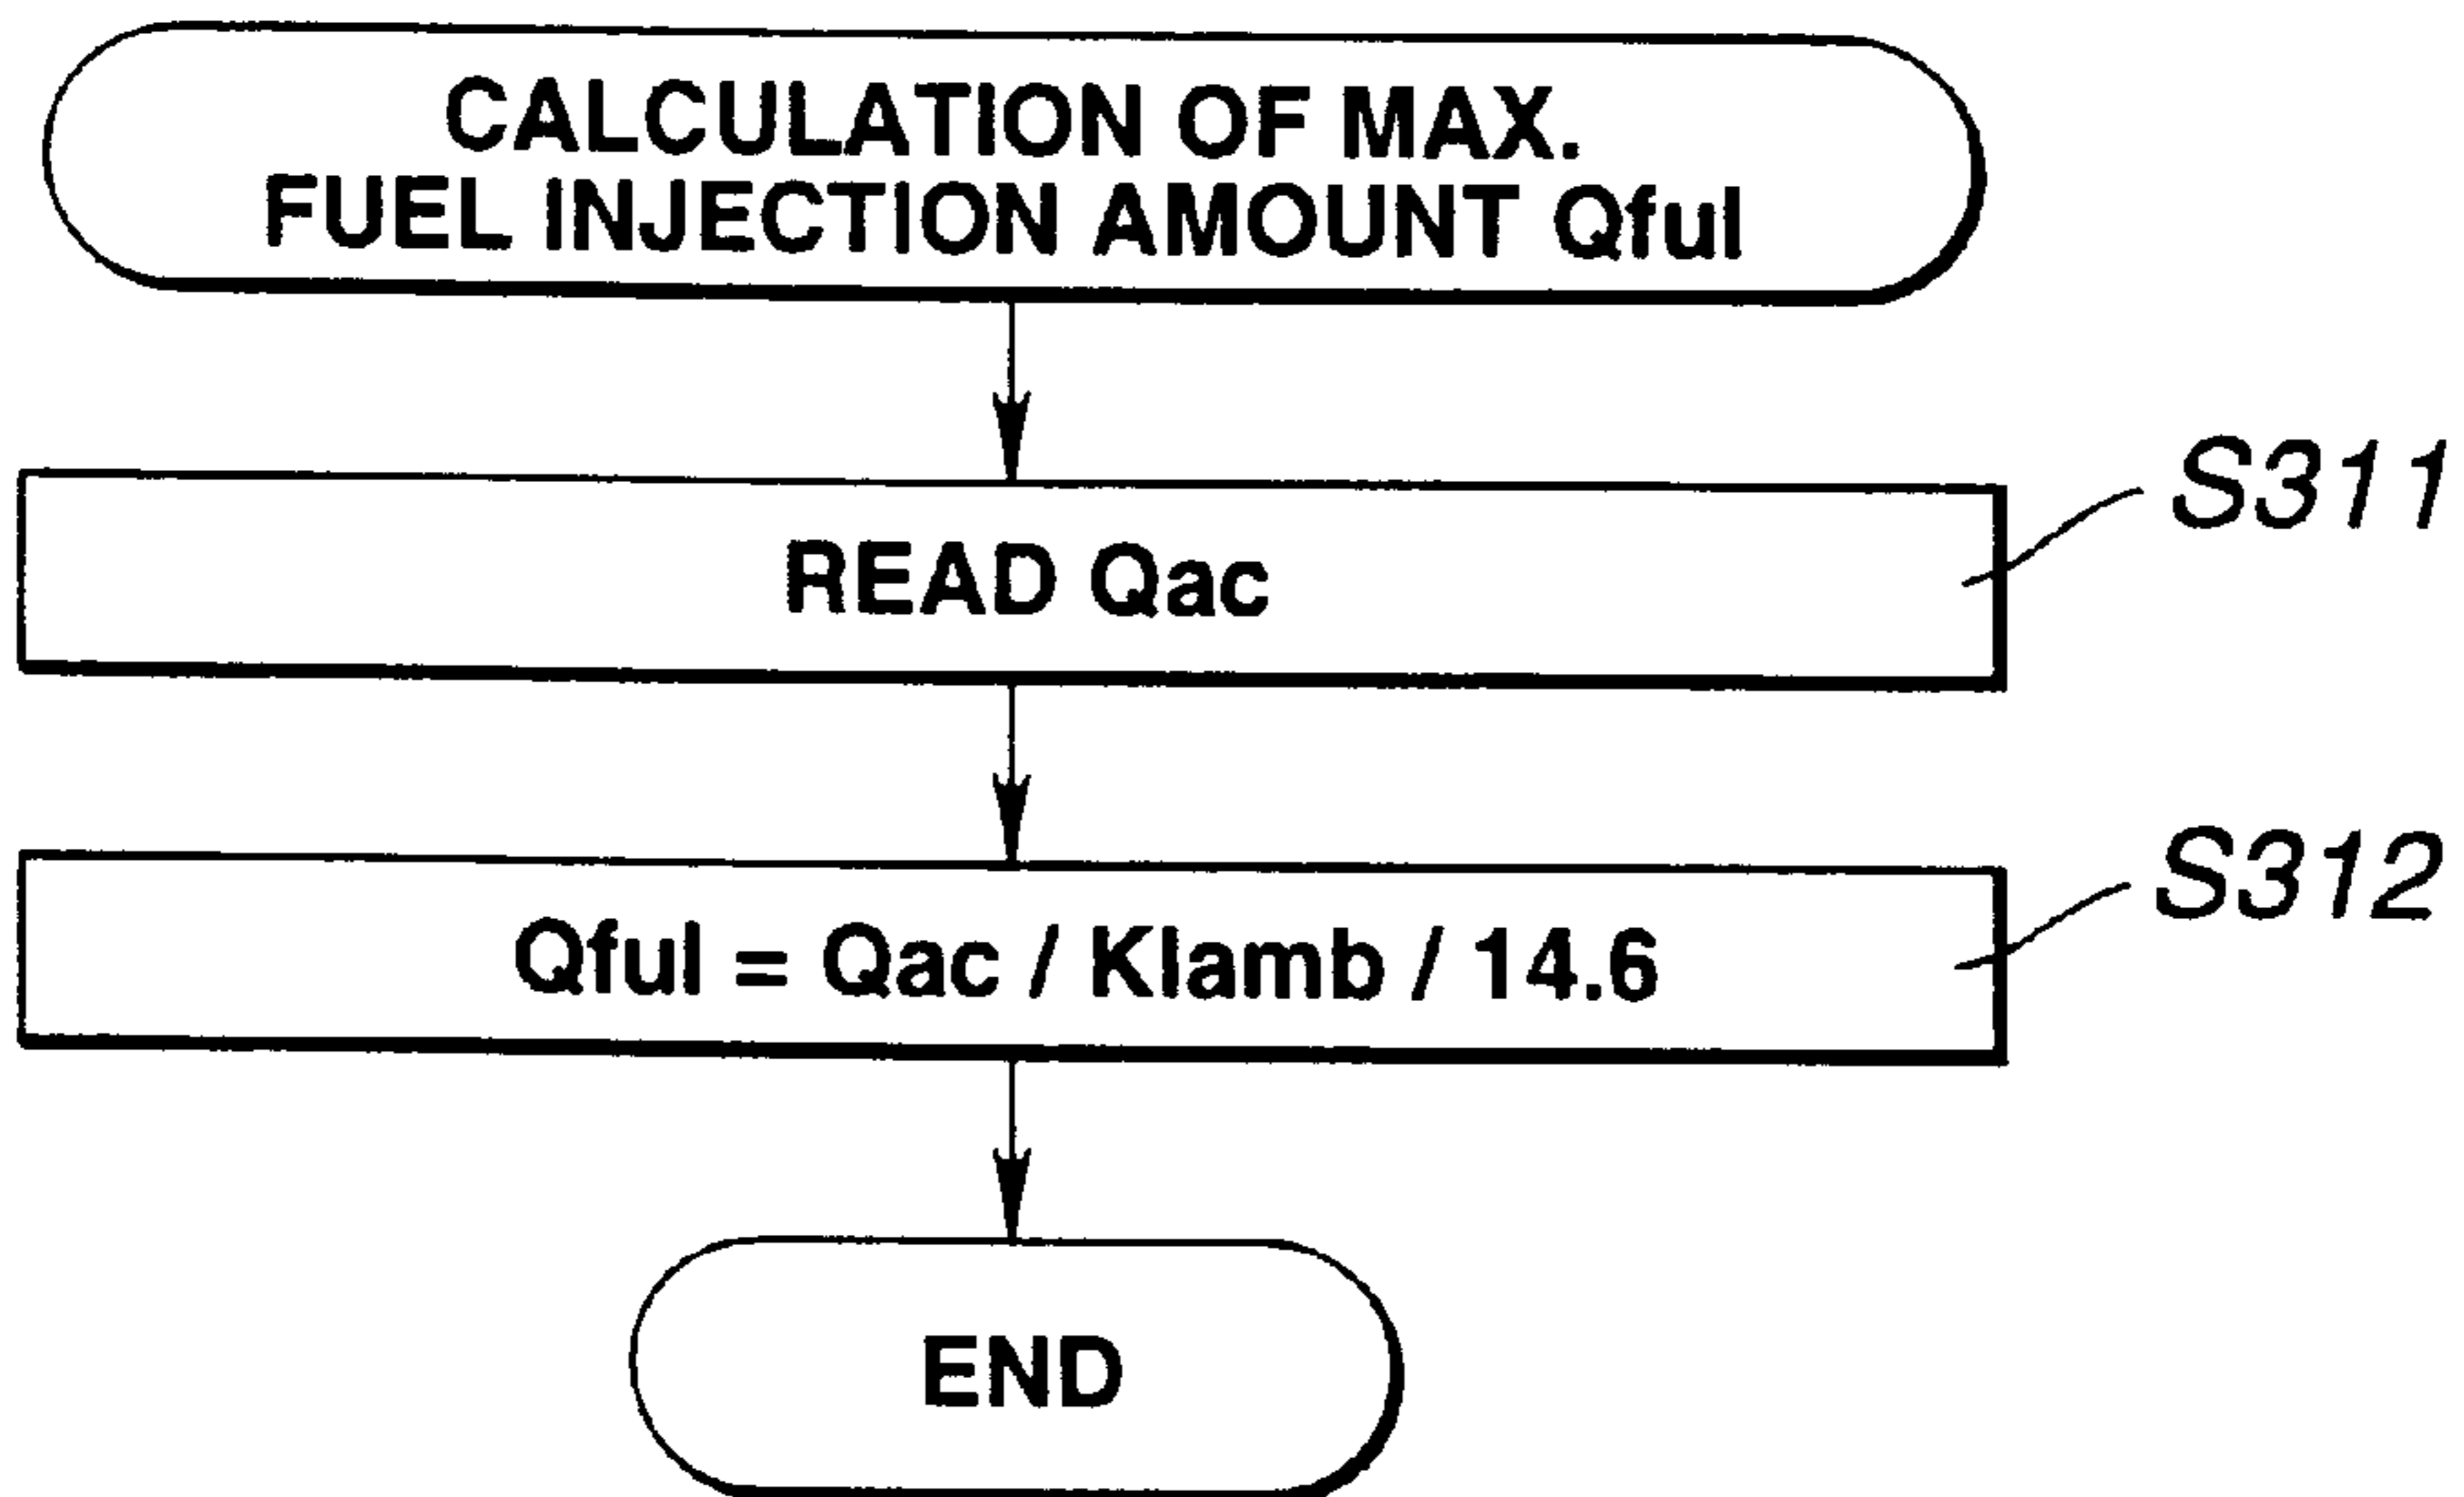 CALCULATION OF MAX.
FUEL INJECTION AMOUNT Qful
S311
READ Qac
S312
Qful = Qac / Klamb / 14.6
END